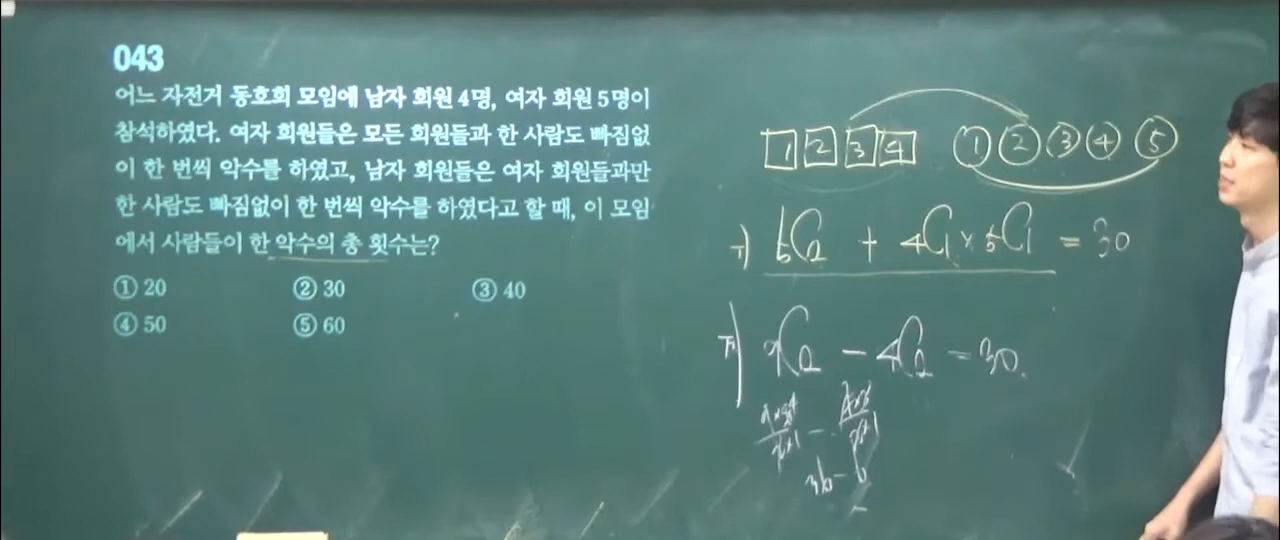 043
어느 자전거 동호회 모임에 남자 회원 4명, 여자 회원 5명이
참석하였다. 여자 회원들은 모든 회원들과 한 사람도 빠짐없
이 한 번씩 악수를 하였고, 남자 회원들은 여자 회원들과만
한 사람도 빠짐없이 한 번씩 악수를 하였다고 할 때, 이 모임
에서 사람들이 한 악수의 총 횟수는?
① 20 ② 30 ③ 40
④ 50 ⑤ 60
1 2 3 4 ① ② ③ ④ ⑤
i) 5C2 + 4C1 × 5C1 = 30
ii) 9C2 - 4C2 = 30.
36 - 6